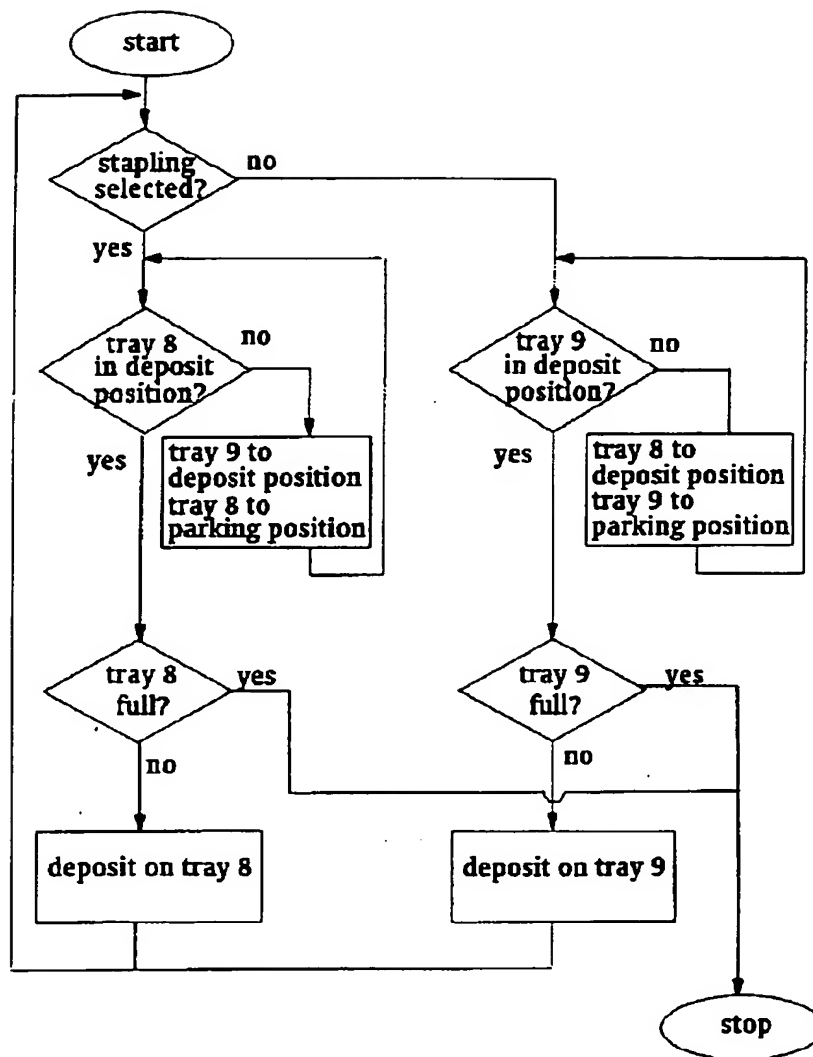 start
stapling
selected?
no
yes
tray 8
in deposit
position?
no
yes
tray 9 to
deposit position
tray 8 to
parking position
tray 9
in deposit
position?
no
yes
tray 8 to
deposit position
tray 9 to
parking position
tray 8
full?
yes
no
tray 9
full?
yes
no
deposit on tray 8
deposit on tray 9
stop